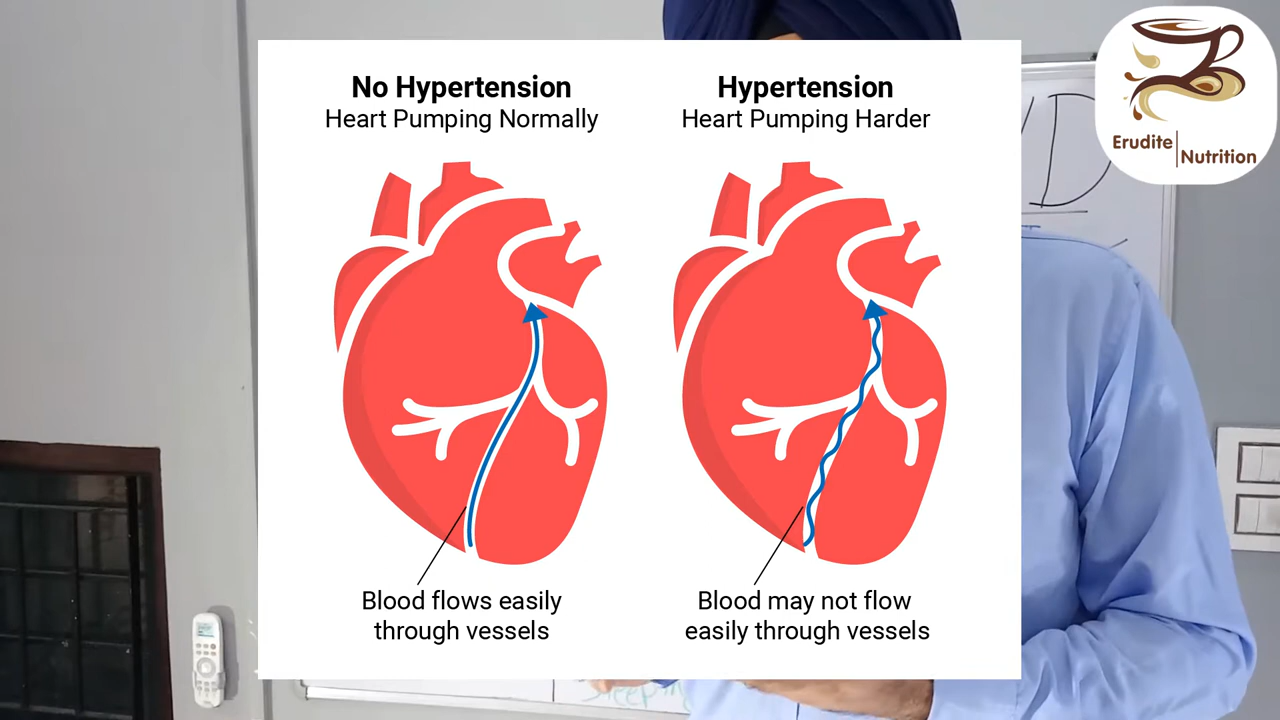 No Hypertension
Heart Pumping Normally
Hypertension
Heart Pumping Harder
Blood flows easily
through vessels
Blood may not flow
easily through vessels
Erudite Nutrition
VD